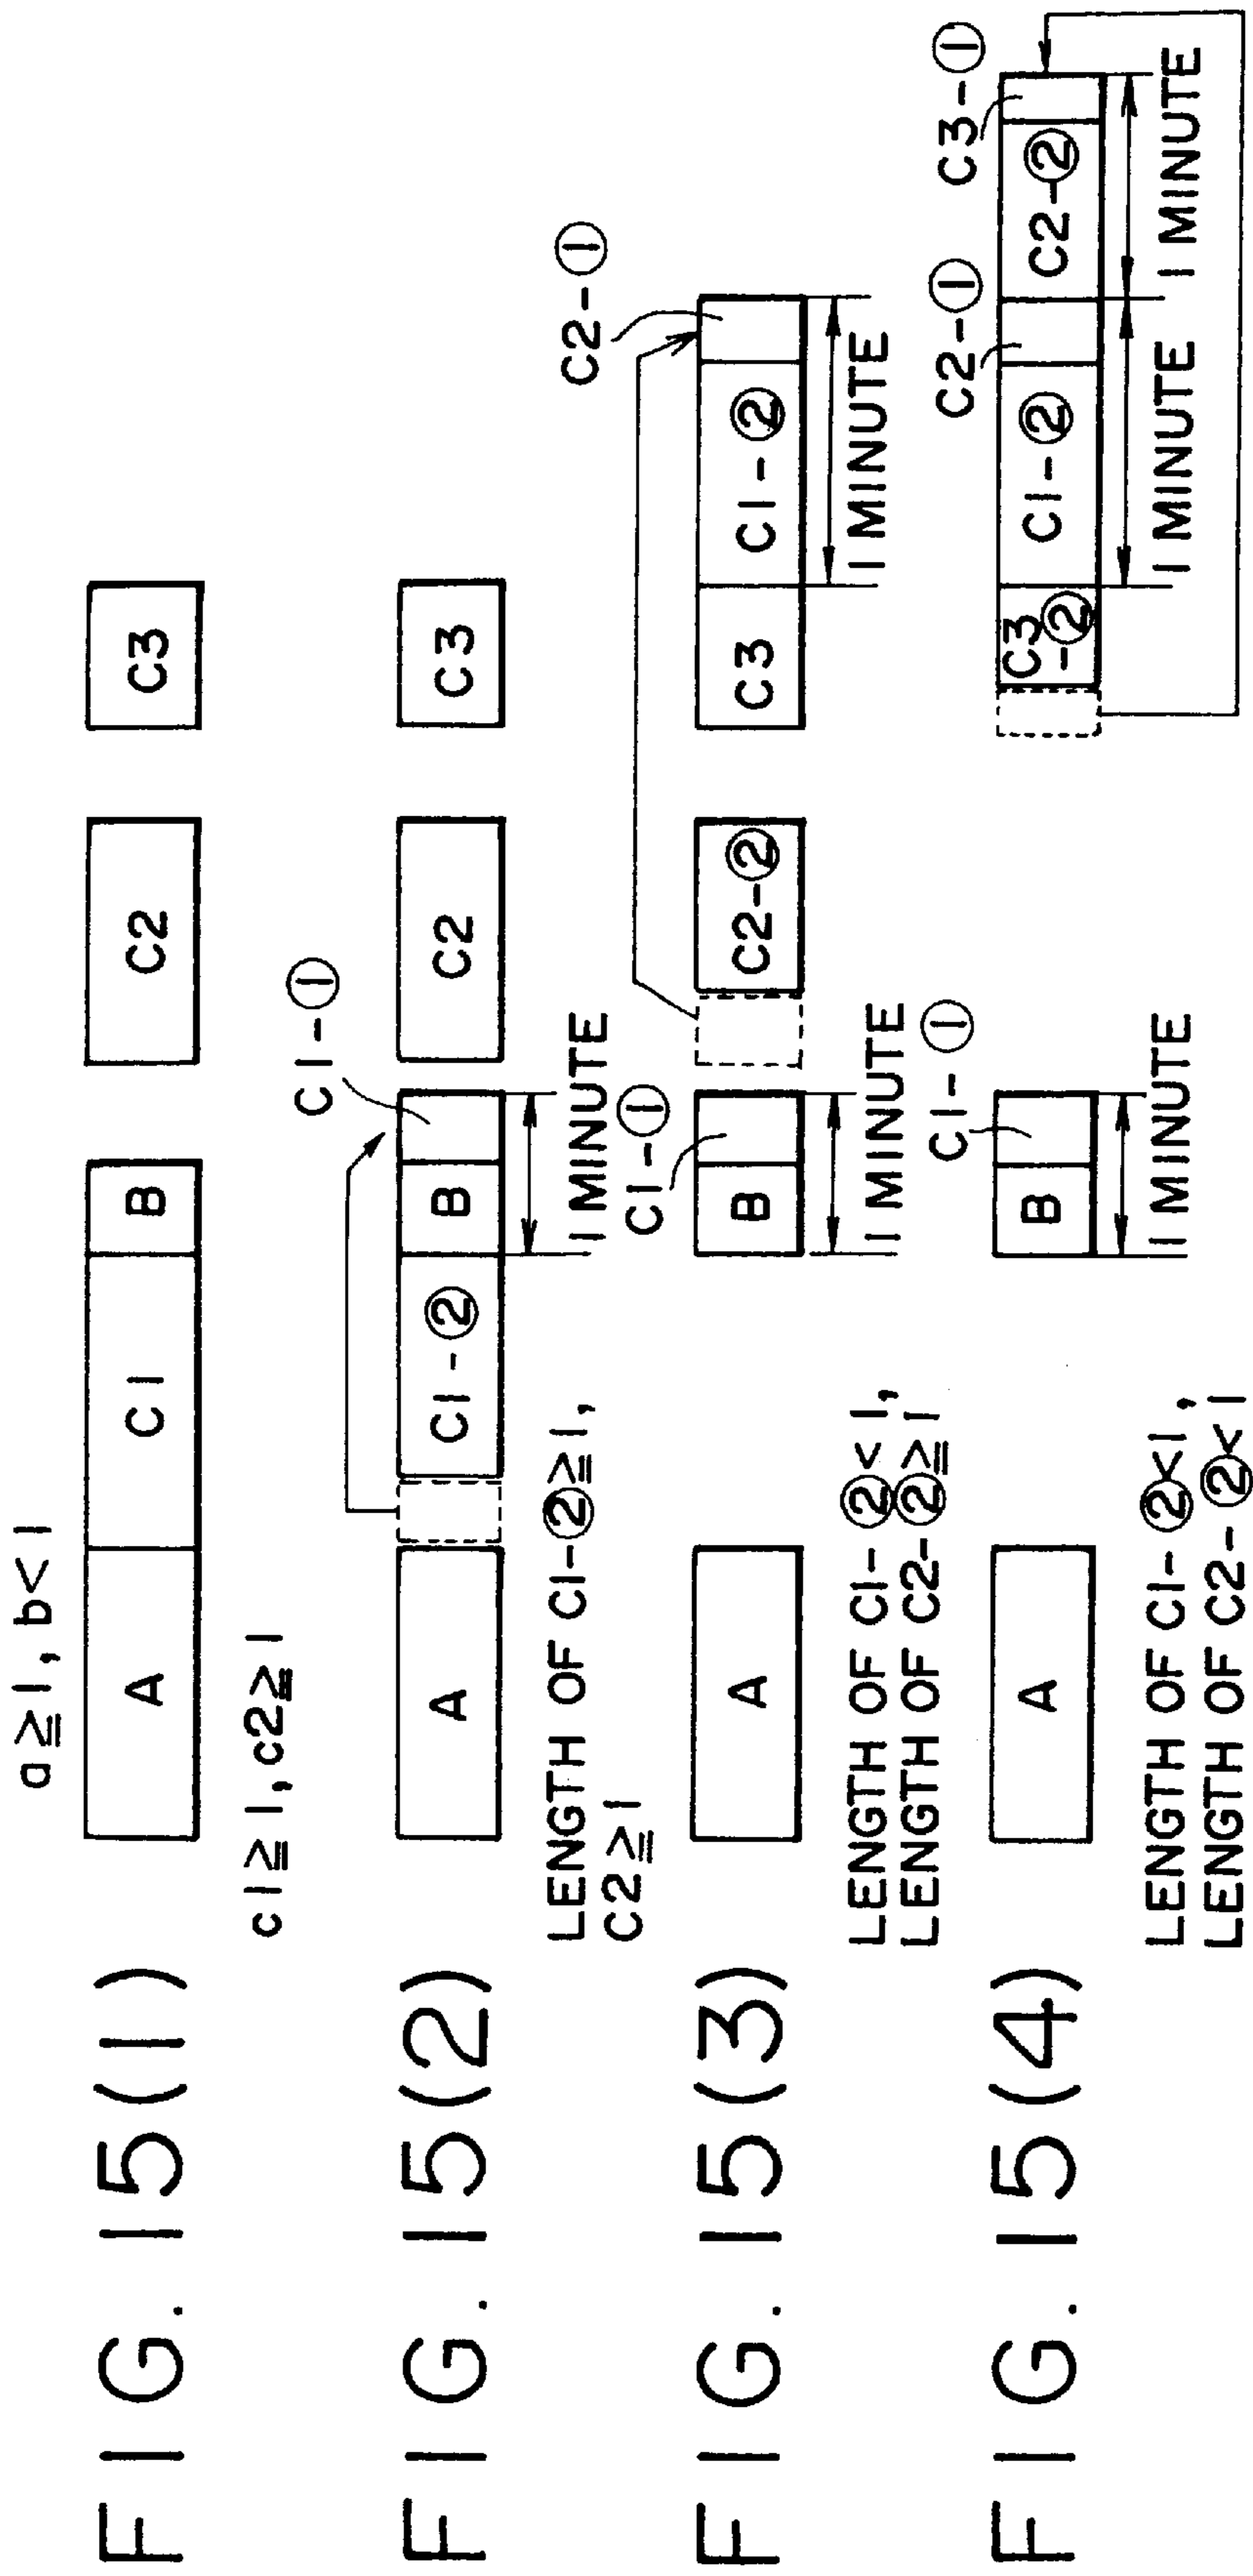 FIG. 15(1)
a≧1, b<1
A
C1
B
C2
C3
c1≧1, c2≧1
FIG. 15(2)
C1-①
A
C1-②
B
C2
C3
1 MINUTE
LENGTH OF C1-②≧1,
C2≧1
FIG. 15(3)
C2-①
A
B
C2-②
C3
C1-②
C1-①
1 MINUTE
1 MINUTE
LENGTH OF C1-②<1,
LENGTH OF C2-②≧1
FIG. 15(4)
C1-①
C2-①
C3-①
A
B
C3
-②
C1-②
C2-②
1 MINUTE
1 MINUTE
1 MINUTE
LENGTH OF C1-②<1,
LENGTH OF C2-②<1